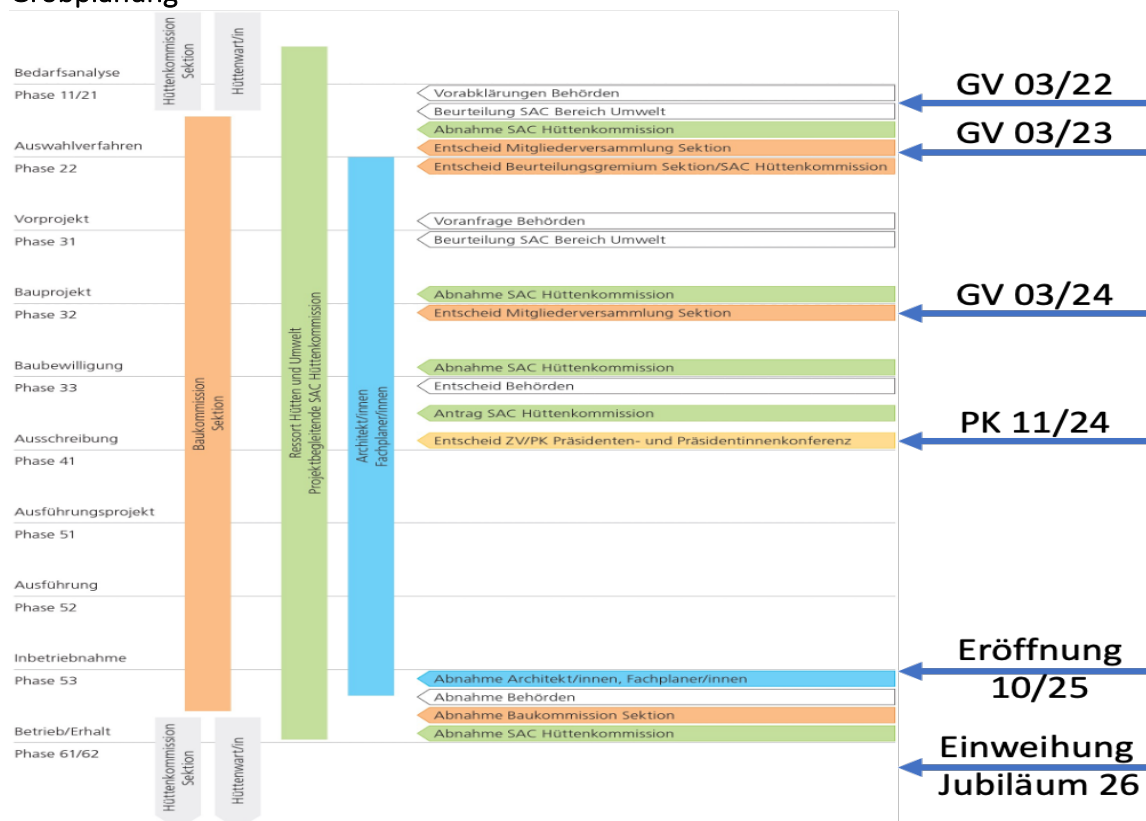 Grobplanung
Hüttenkommission
Sektion
Hüttenwart/in
Bedarfsanalyse
Phase 11/21
Vorabklärungen Behörden
Beurteilung SAC Bereich Umwelt
Abnahme SAC Hüttenkommission
GV 03/22
Auswahlverfahren
Phase 22
Entscheid Mitgliederversammlung Sektion
Entscheid Beurteilungsgremium Sektion/SAC Hüttenkommission
GV 03/23
Vorprojekt
Phase 31
Voranfrage Behörden
Beurteilung SAC Bereich Umwelt
Bauprojekt
Phase 32
Abnahme SAC Hüttenkommission
Entscheid Mitgliederversammlung Sektion
GV 03/24
Baukommission
Sektion
Ressort Hütten und Umwelt
Projektbegleitende SAC Hüttenkommission
Architekt/innen
Fachplaner/innen
Baubewilligung
Phase 33
Abnahme SAC Hüttenkommission
Entscheid Behörden
Antrag SAC Hüttenkommission
Ausschreibung
Phase 41
Entscheid ZV/PK Präsidenten- und Präsidentinnenkonferenz
PK 11/24
Ausführungsprojekt
Phase 51
Ausführung
Phase 52
Inbetriebnahme
Phase 53
Abnahme Architekt/innen, Fachplaner/innen
Abnahme Behörden
Abnahme Baukommission Sektion
Eröffnung
10/25
Betrieb/Erhalt
Phase 61/62
Abnahme SAC Hüttenkommission
Hüttenkommission
Sektion
Hüttenwart/in
Einweihung
Jubiläum 26